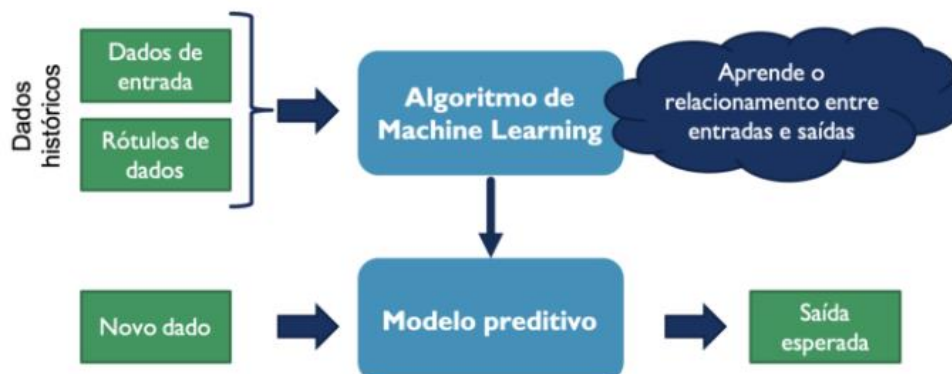 Dados
históricos
Dados de
entrada
Rótulos de
dados
Algoritmo de
Machine Learning
Aprende o
relacionamento entre
entradas e saídas
Novo dado
Modelo preditivo
Saída
esperada